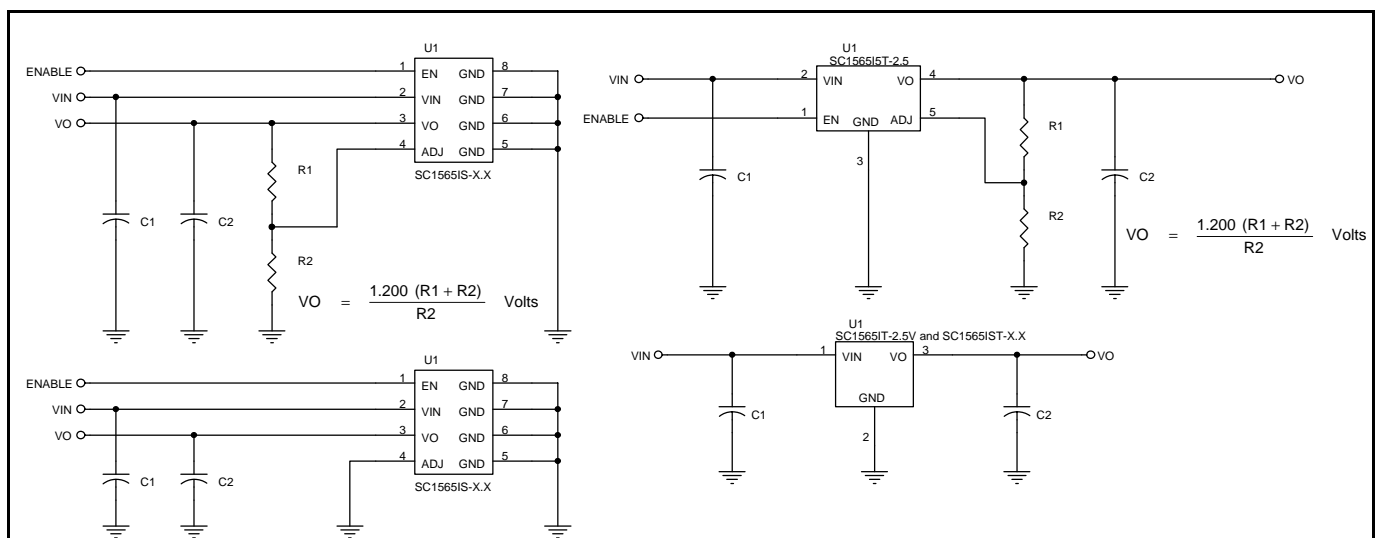 U1
ENABLE 1 EN GND 8
VIN 2 VIN GND 7
VO 3 VO GND 6
4 ADJ GND 5
SC1565IS-X.X
R1
C1 C2
R2
VO = 1.200 (R1 + R2) Volts
R2
U1
SC1565I5T-2.5
VIN 2 VIN VO 4 VO
ENABLE 1 EN GND ADJ 5
3
R1
C1 C2
R2
VO = 1.200 (R1 + R2) Volts
R2
U1
ENABLE 1 EN GND 8
VIN 2 VIN GND 7
VO 3 VO GND 6
4 ADJ GND 5
C1 C2
SC1565IS-X.X
U1
SC1565IT-2.5V and SC1565IST-X.X
VIN 1 VIN VO 3 VO
GND
C1 C2
2